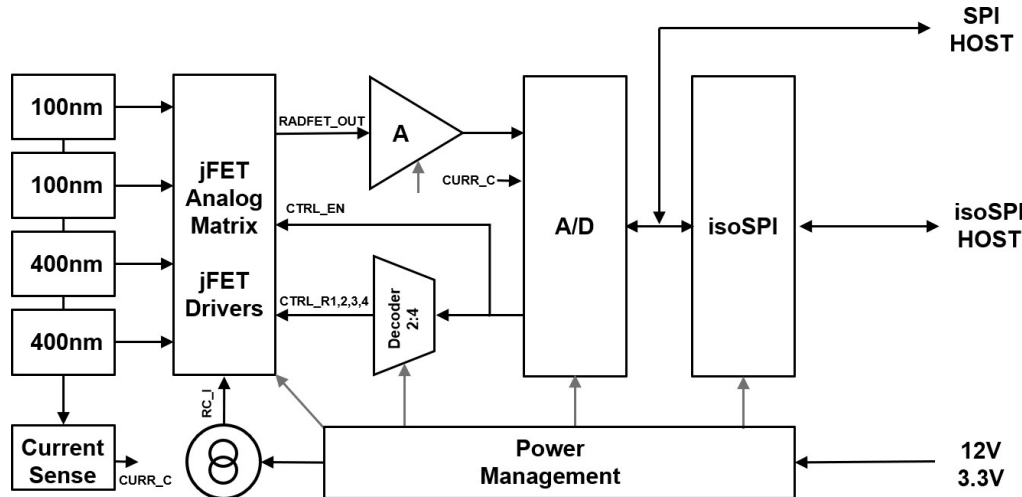 SPI
HOST
100nm
100nm
400nm
400nm
jFET
Analog
Matrix
jFET
Drivers
RADFET_OUT
A
CURR_C
CTRL_EN
CTRL_R1,2,3,4
Decoder
2:4
A/D
isoSPI
isoSPI
HOST
RC_I
Current
Sense
CURR_C
Power
Management
12V
3.3V